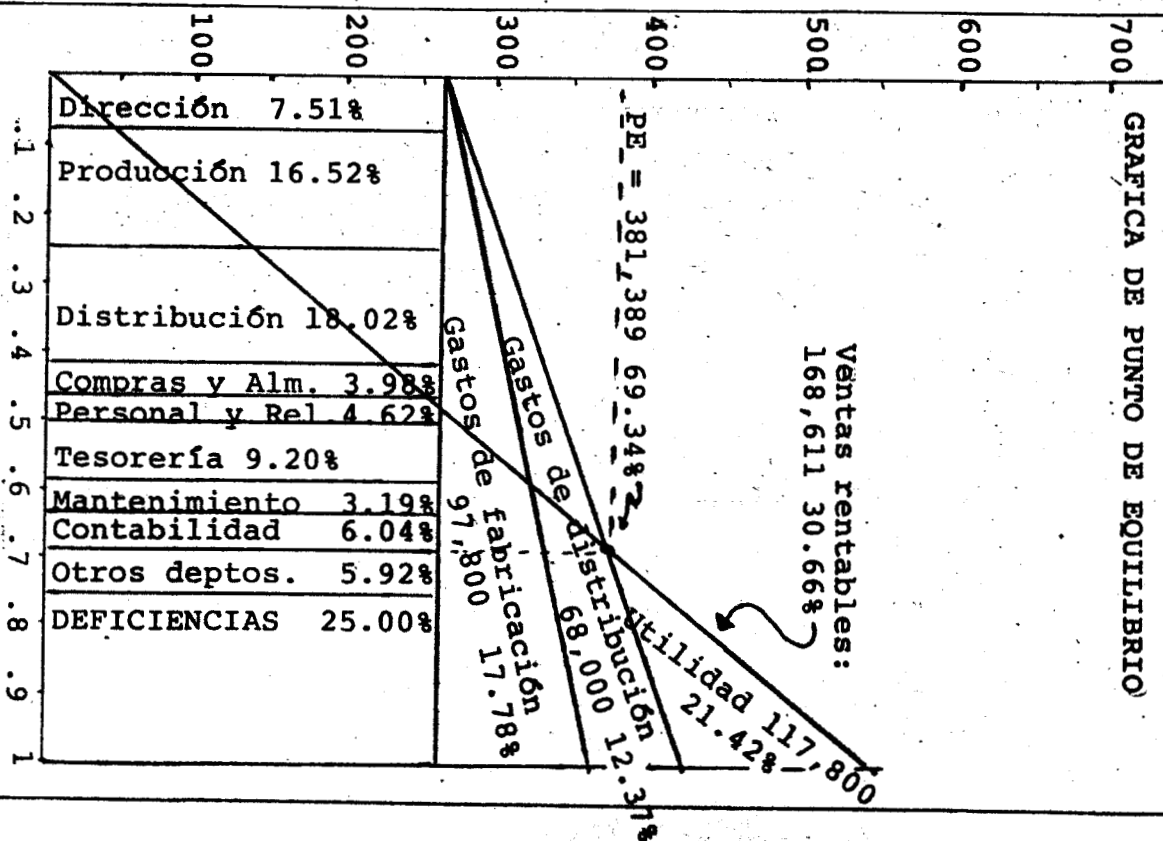 GRAFICA DE PUNTO DE EQUILIBRIO
100
200
300
400
500
600
700
Dirección 7.51%
Producción 16.52%
Distribución 18.02%
Compras y Alm. 3.98%
Personal y Rel 4.62%
Tesorería 9.20%
Mantenimiento 3.19%
Contabilidad 6.04%
Otros deptos. 5.92%
DEFICIENCIAS 25.00%
.1
.2
.3
.4
.5
.6
.7
.8
.9
1
PE = 381,389 69.34%
Ventas rentables:
168,611 30.66%
Gastos de distribución
68,000 12.37%
Gastos de fabricación
97,800 17.78%
Utilidad 117,800
21.42%